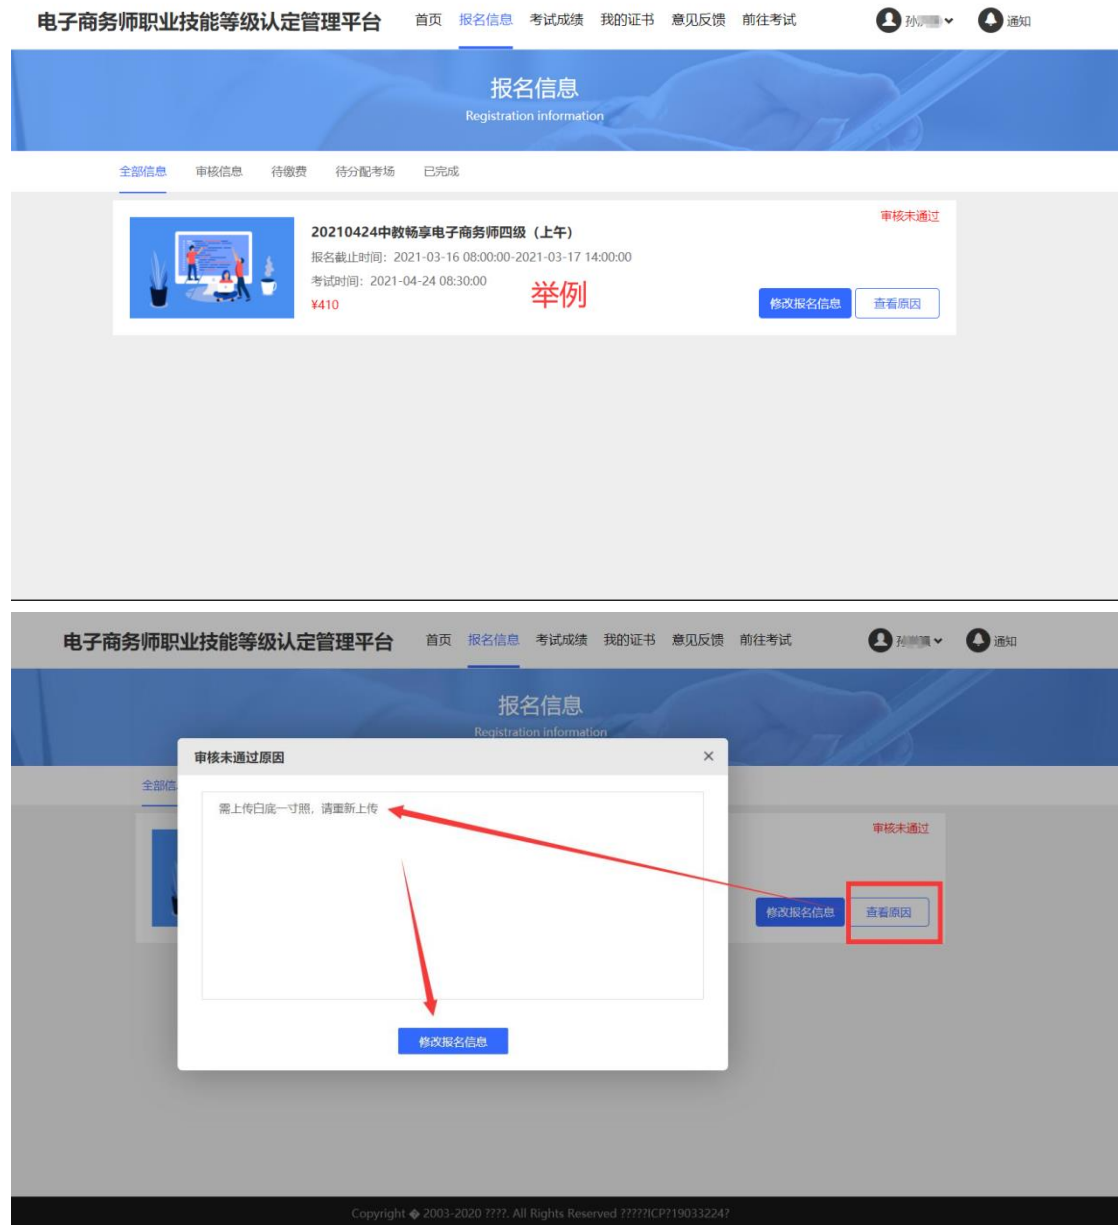 电子商务师职业技能等级认定管理平台 首页 报名信息 考试成绩 我的证书 意见反馈 前往考试 孙 通知
报名信息
Registration information
全部信息 审核信息 待缴费 待分配考场 已完成
审核未通过
20210424中教畅享电子商务师四级（上午）
报名截止时间：2021-03-16 08:00:00-2021-03-17 14:00:00
考试时间：2021-04-24 08:30:00
举例
¥410
修改报名信息 查看原因
电子商务师职业技能等级认定管理平台 首页 报名信息 考试成绩 我的证书 意见反馈 前往考试 孙 通知
报名信息
Registration information
审核未通过原因
全部信
需上传白底一寸照，请重新上传
审核未通过
修改报名信息 查看原因
修改报名信息
Copyright � 2003-2020 ????. All Rights Reserved ?????ICP?19033224?